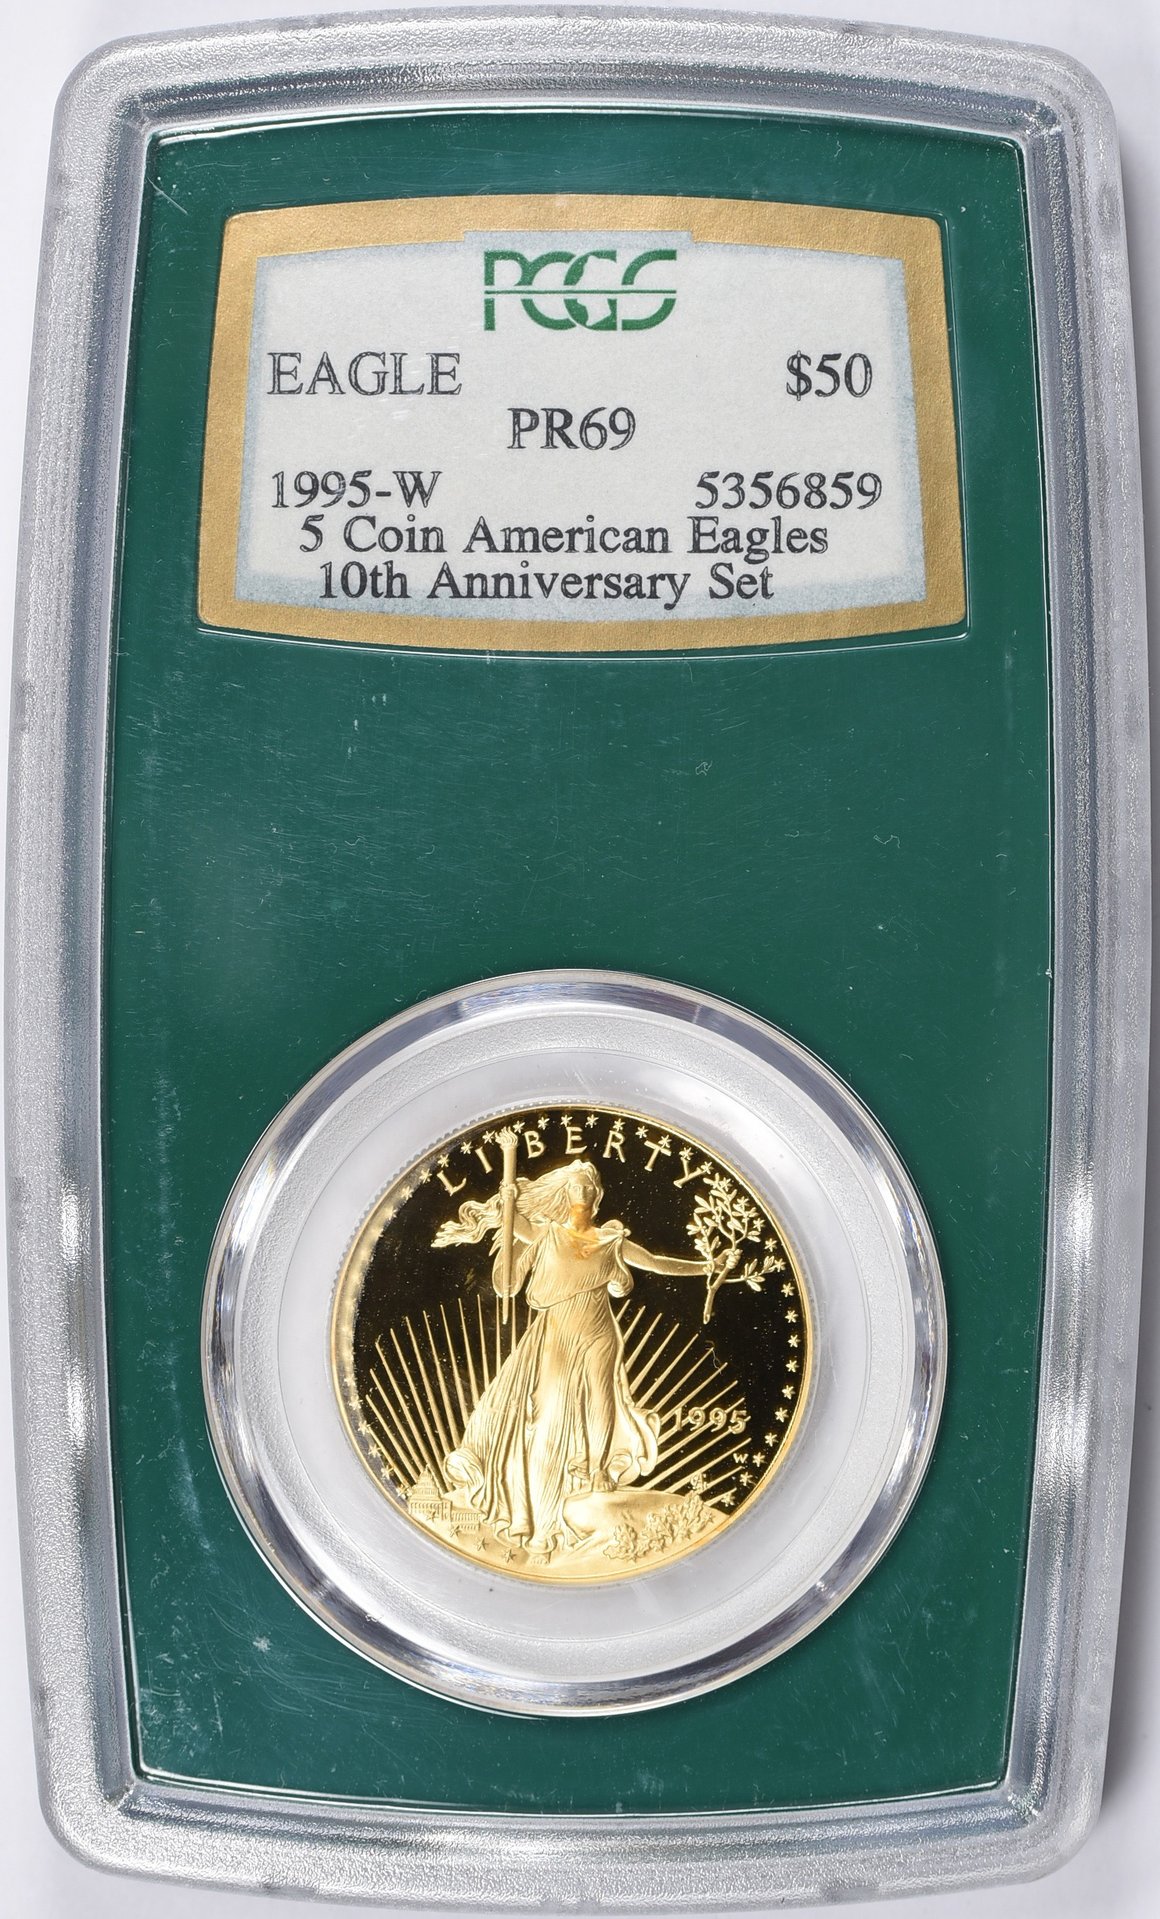 PCGS
EAGLE $50
PR69
1995-W 5356859
5 Coin American Eagles
10th Anniversary Set
LIBERTY
1995
W